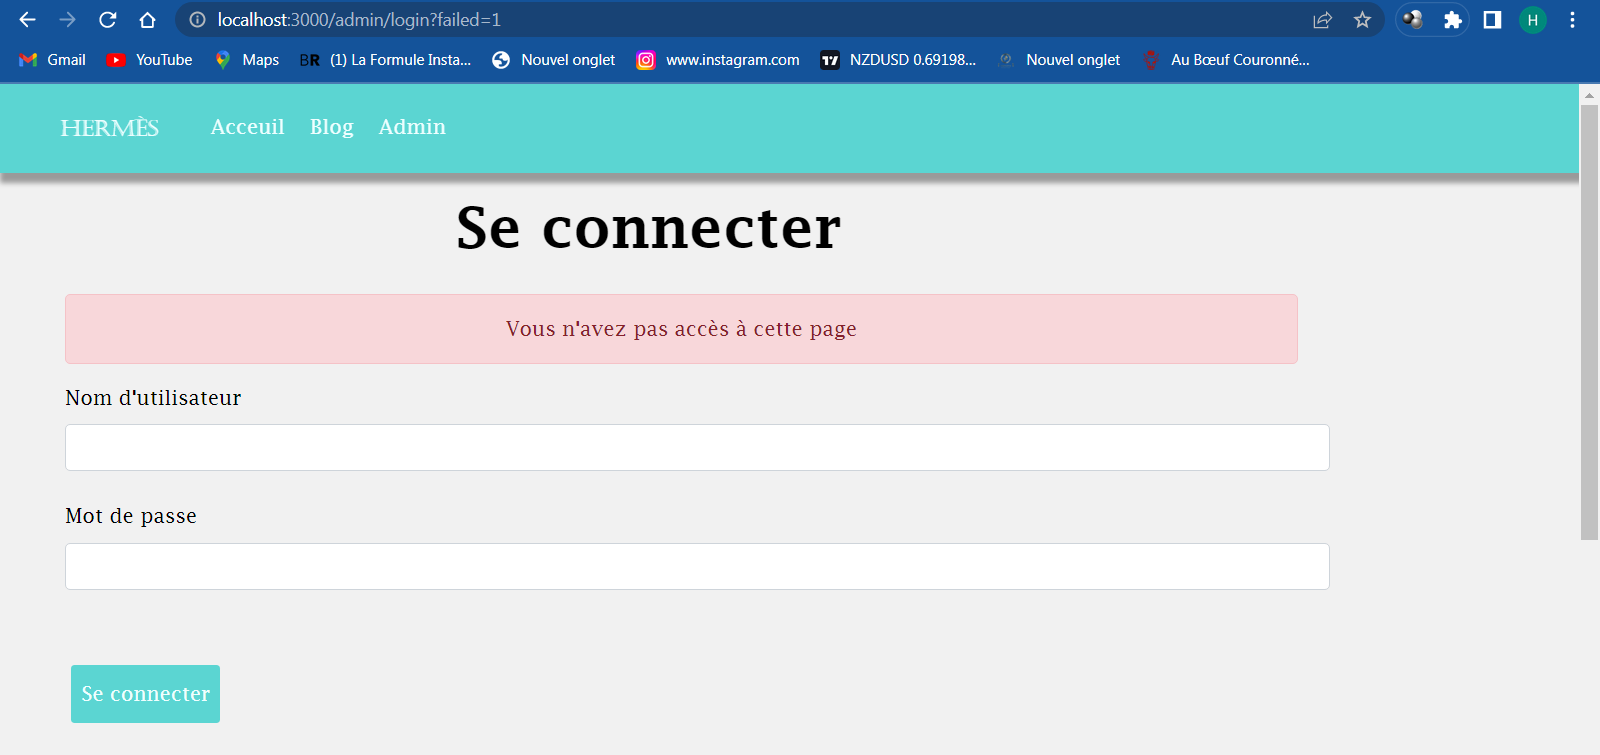 localhost:3000/admin/login?failed=1
H
Gmail YouTube Maps BR (1) La Formule Insta... Nouvel onglet www.instagram.com NZDUSD 0.69198... Nouvel onglet Au Bœuf Couronné...
HERMÈS Acceuil Blog Admin
Se connecter
Vous n'avez pas accès à cette page
Nom d'utilisateur
Mot de passe
Se connecter